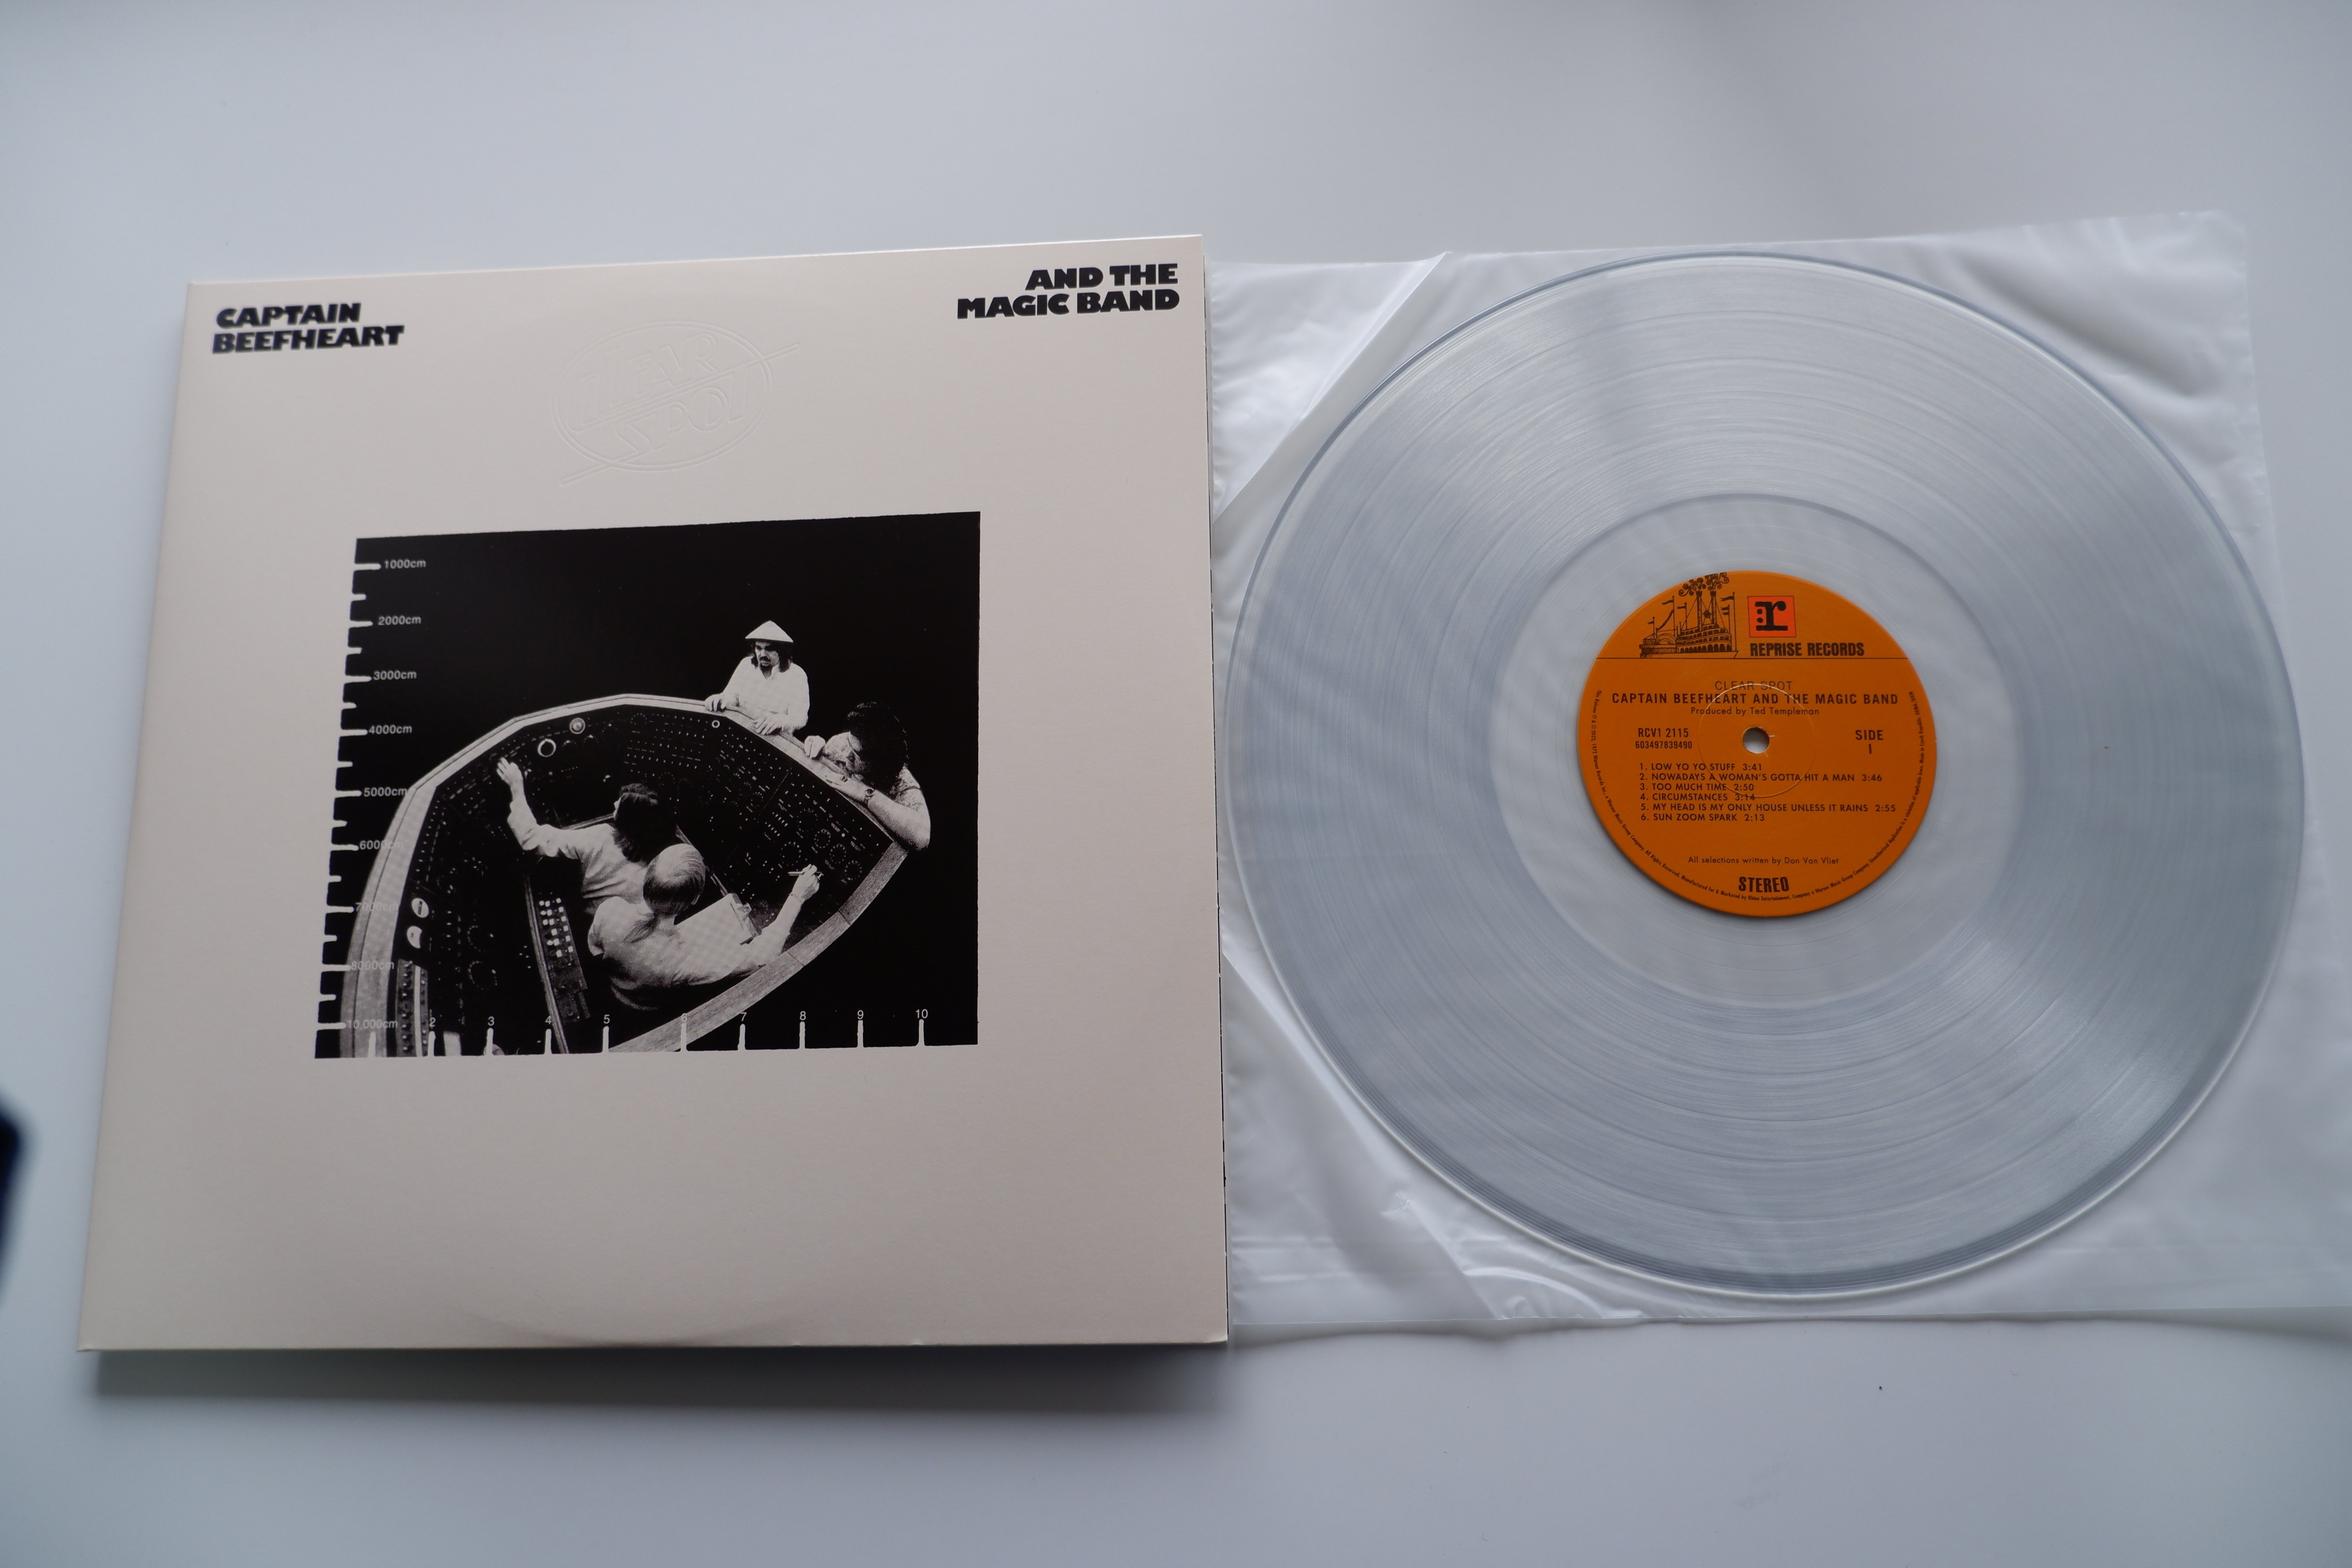 CAPTAIN
BEEFHEART
AND THE
MAGIC BAND
CLEAR
SPOT
1000cm
2000cm
3000cm
4000cm
5000cm
6000cm
7000cm
8000cm
10,000cm
2 3 4 5 6 7 8 9 10
r:
REPRISE RECORDS
CLEAR SPOT
CAPTAIN BEEFHEART AND THE MAGIC BAND
Produced by Ted Templeman
RCV1 2115
603497839490
SIDE
1
1. LOW YO YO STUFF 3:41
2. NOWADAYS A WOMAN'S GOTTA HIT A MAN 3:46
3. TOO MUCH TIME 2:50
4. CIRCUMSTANCES 3:14
5. MY HEAD IS MY ONLY HOUSE UNLESS IT RAINS 2:55
6. SUN ZOOM SPARK 2:13
All selections written by Don Van Vliet
STEREO